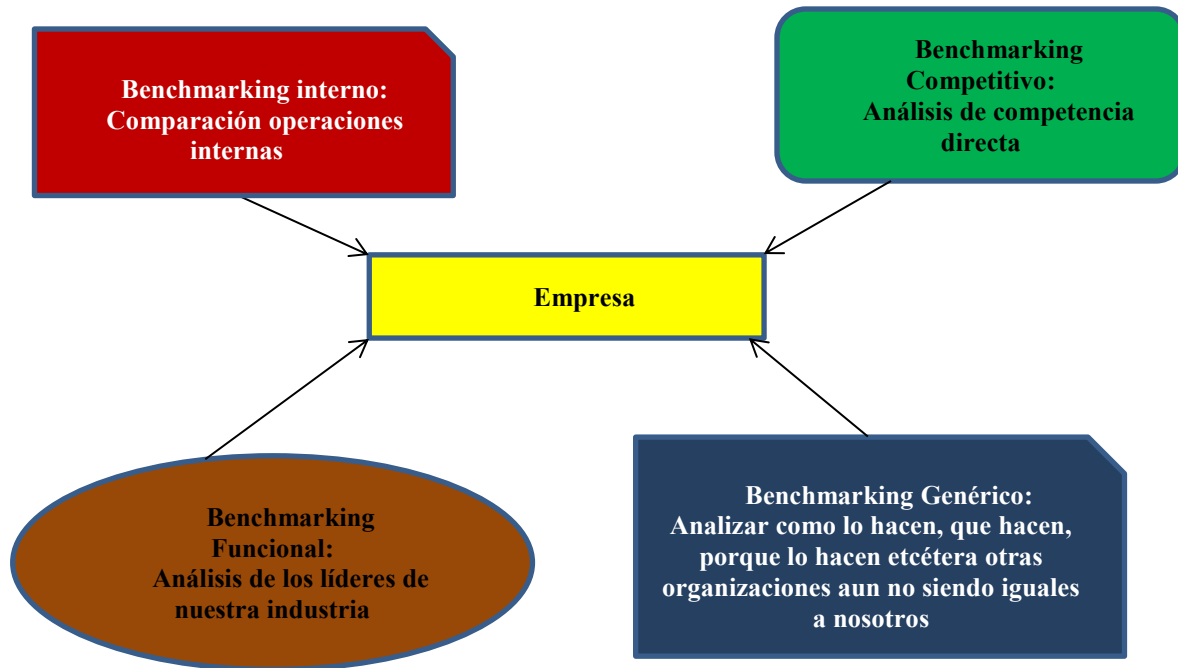 Benchmarking interno:
Comparación operaciones
internas
Benchmarking
Competitivo:
Análisis de competencia
directa
Empresa
Benchmarking
Funcional:
Análisis de los líderes de
nuestra industria
Benchmarking Genérico:
Analizar como lo hacen, que hacen,
porque lo hacen etcétera otras
organizaciones aun no siendo iguales
a nosotros